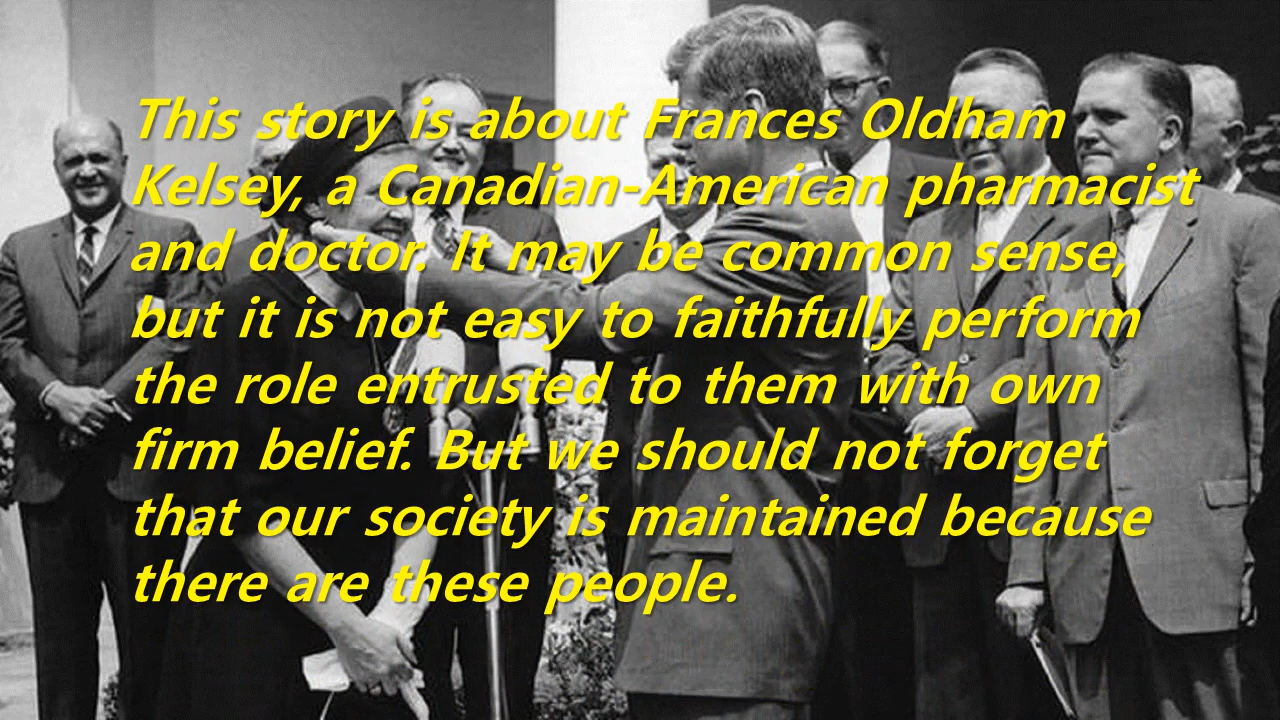 This story is about Frances Oldham
Kelsey, a Canadian-American pharmacist
and doctor. It may be common sense,
but it is not easy to faithfully perform
the role entrusted to them with own
firm belief. But we should not forget
that our society is maintained because
there are these people.